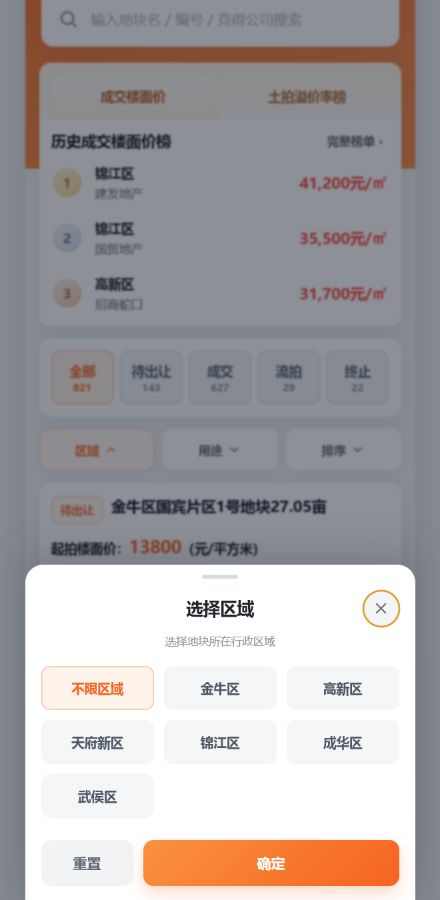 输入地块名 / 编号 / 竞得公司搜索
成交楼面价 土拍溢价率榜
历史成交楼面价榜 完整榜单 ›
1 锦江区 41,200元/㎡
建发地产
2 锦江区 35,500元/㎡
国贸地产
3 高新区 31,700元/㎡
招商蛇口
全部 待出让 成交 流拍 终止
821 143 627 29 22
区域 用途 排序
待出让 金牛区国宾片区1号地块27.05亩
起拍楼面价: 13800 (元/平方米)
选择区域
选择地块所在行政区域
不限区域 金牛区 高新区
天府新区 锦江区 成华区
武侯区
重置 确定